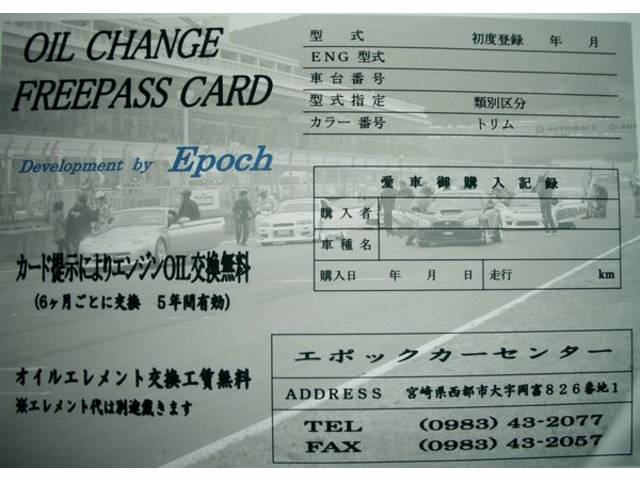 OIL CHANGE
FREEPASS CARD
Development by Epoch
カード提示によりエンジンOIL交換無料
(6ヶ月ごとに交換 5年間有効)
オイルエレメント交換工賃無料
※エレメント代は別途戴きます
型式 初度登録 年 月
ENG型式
車台番号
型式指定 類別区分
カラー番号 トリム
AUTOBACS
愛車御購入記録
購入者
車種名
購入日 年 月 日 走行 km
エポックカーセンター
ADDRESS 宮崎県西都市大字岡富826番地1
TEL (0983) 43-2077
FAX (0983) 43-2057